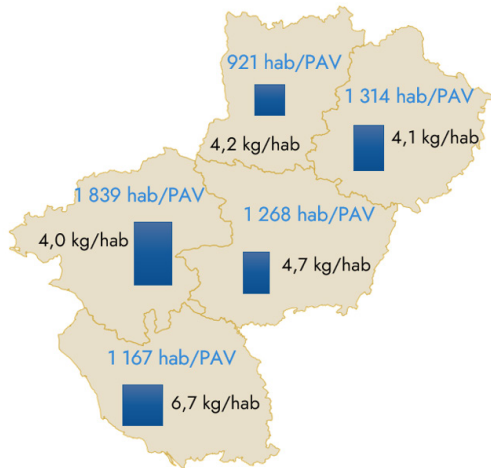 921 hab/PAV
4,2 kg/hab
1 314 hab/PAV
4,1 kg/hab
1 839 hab/PAV
4,0 kg/hab
1 268 hab/PAV
4,7 kg/hab
1 167 hab/PAV
6,7 kg/hab